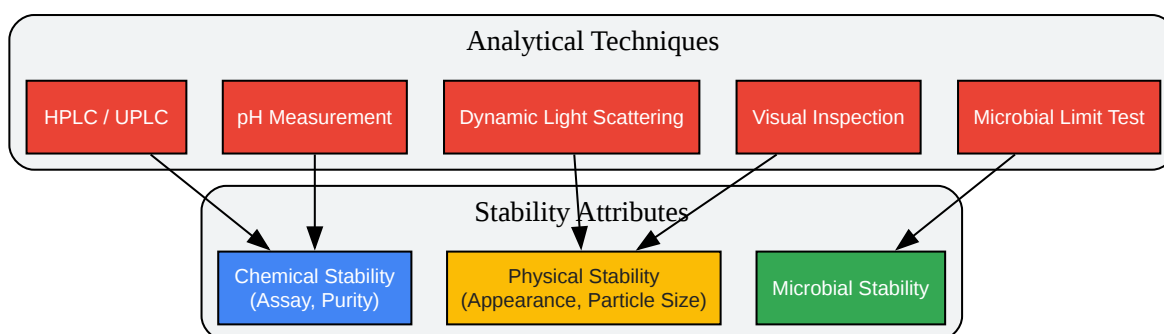 Analytical Techniques
HPLC / UPLC
pH Measurement
Dynamic Light Scattering
Visual Inspection
Microbial Limit Test
Stability Attributes
Chemical Stability
(Assay, Purity)
Physical Stability
(Appearance, Particle Size)
Microbial Stability